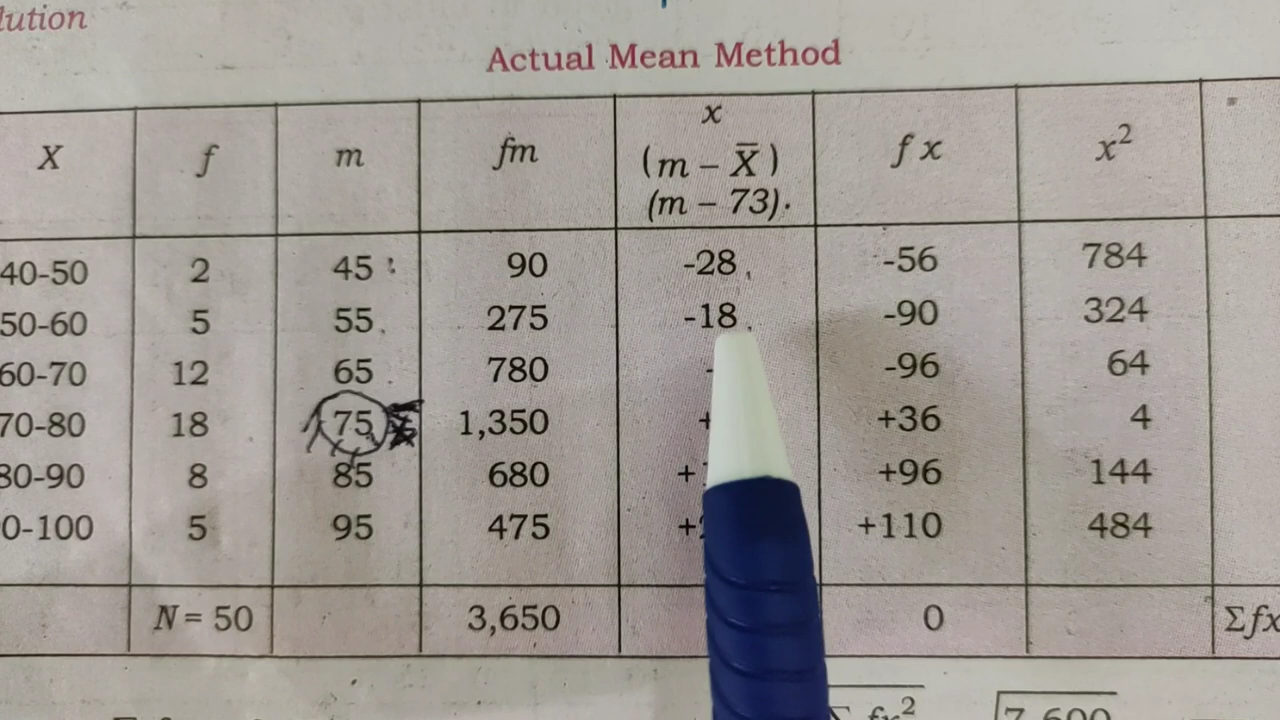 lution
Actual Mean Method
X f m fm x (m – X̄) (m – 73). f x x²
40-50 2 45 90 -28 -56 784
50-60 5 55 275 -18 -90 324
60-70 12 65 780 - -96 64
70-80 18 75 1,350 + +36 4
80-90 8 85 680 + +96 144
0-100 5 95 475 + +110 484
N = 50 3,650 0 Σfx
fx² 7,600